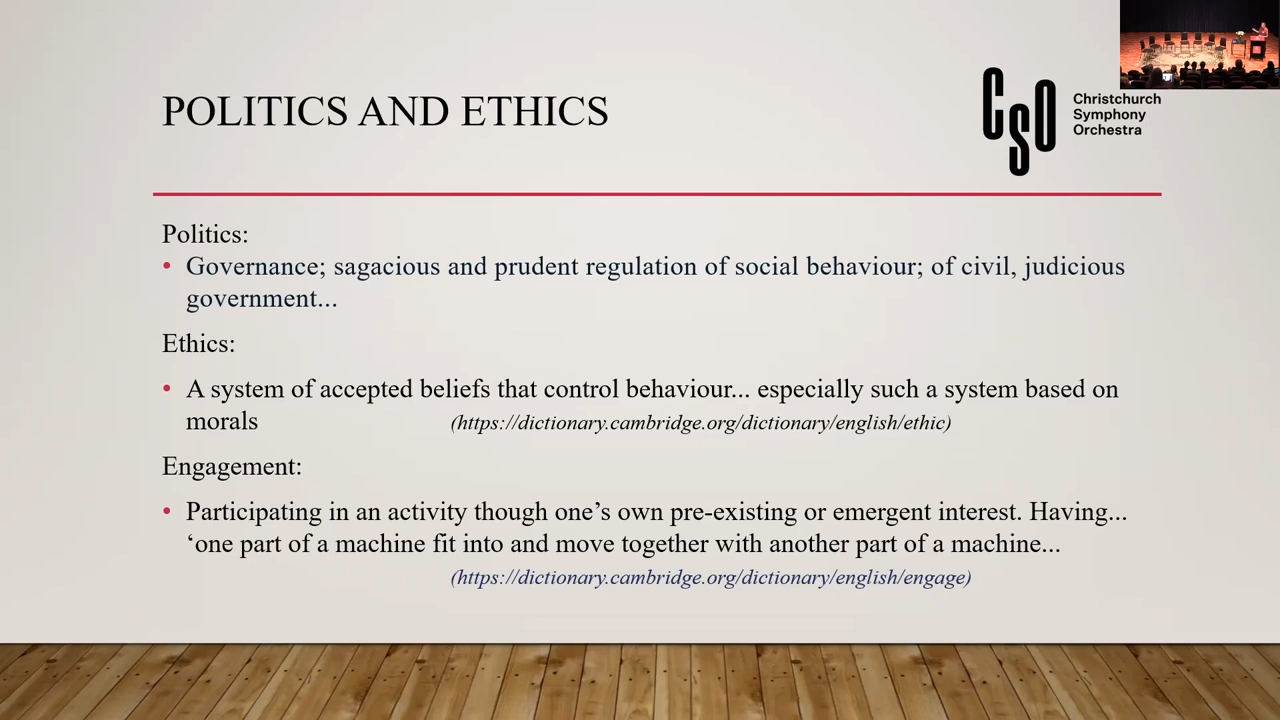 POLITICS AND ETHICS
CSO
Christchurch
Symphony
Orchestra
Politics:
• Governance; sagacious and prudent regulation of social behaviour; of civil, judicious
government...
Ethics:
• A system of accepted beliefs that control behaviour... especially such a system based on
morals (https://dictionary.cambridge.org/dictionary/english/ethic)
Engagement:
• Participating in an activity though one’s own pre-existing or emergent interest. Having...
‘one part of a machine fit into and move together with another part of a machine...
(https://dictionary.cambridge.org/dictionary/english/engage)